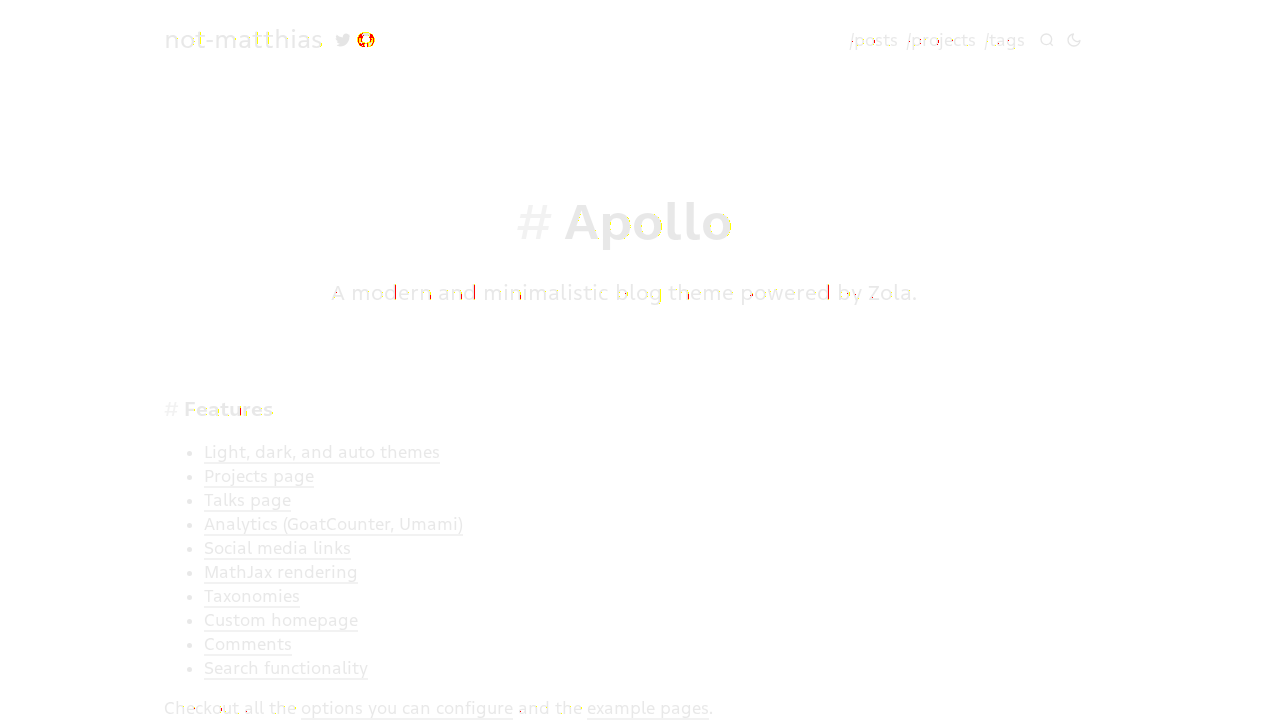 not-matthias /posts /projects /tags
# Apollo
A modern and minimalistic blog theme powered by Zola.
# Features
Light, dark, and auto themes
Projects page
Talks page
Analytics (GoatCounter, Umami)
Social media links
MathJax rendering
Taxonomies
Custom homepage
Comments
Search functionality
Checkout all the options you can configure and the example pages.